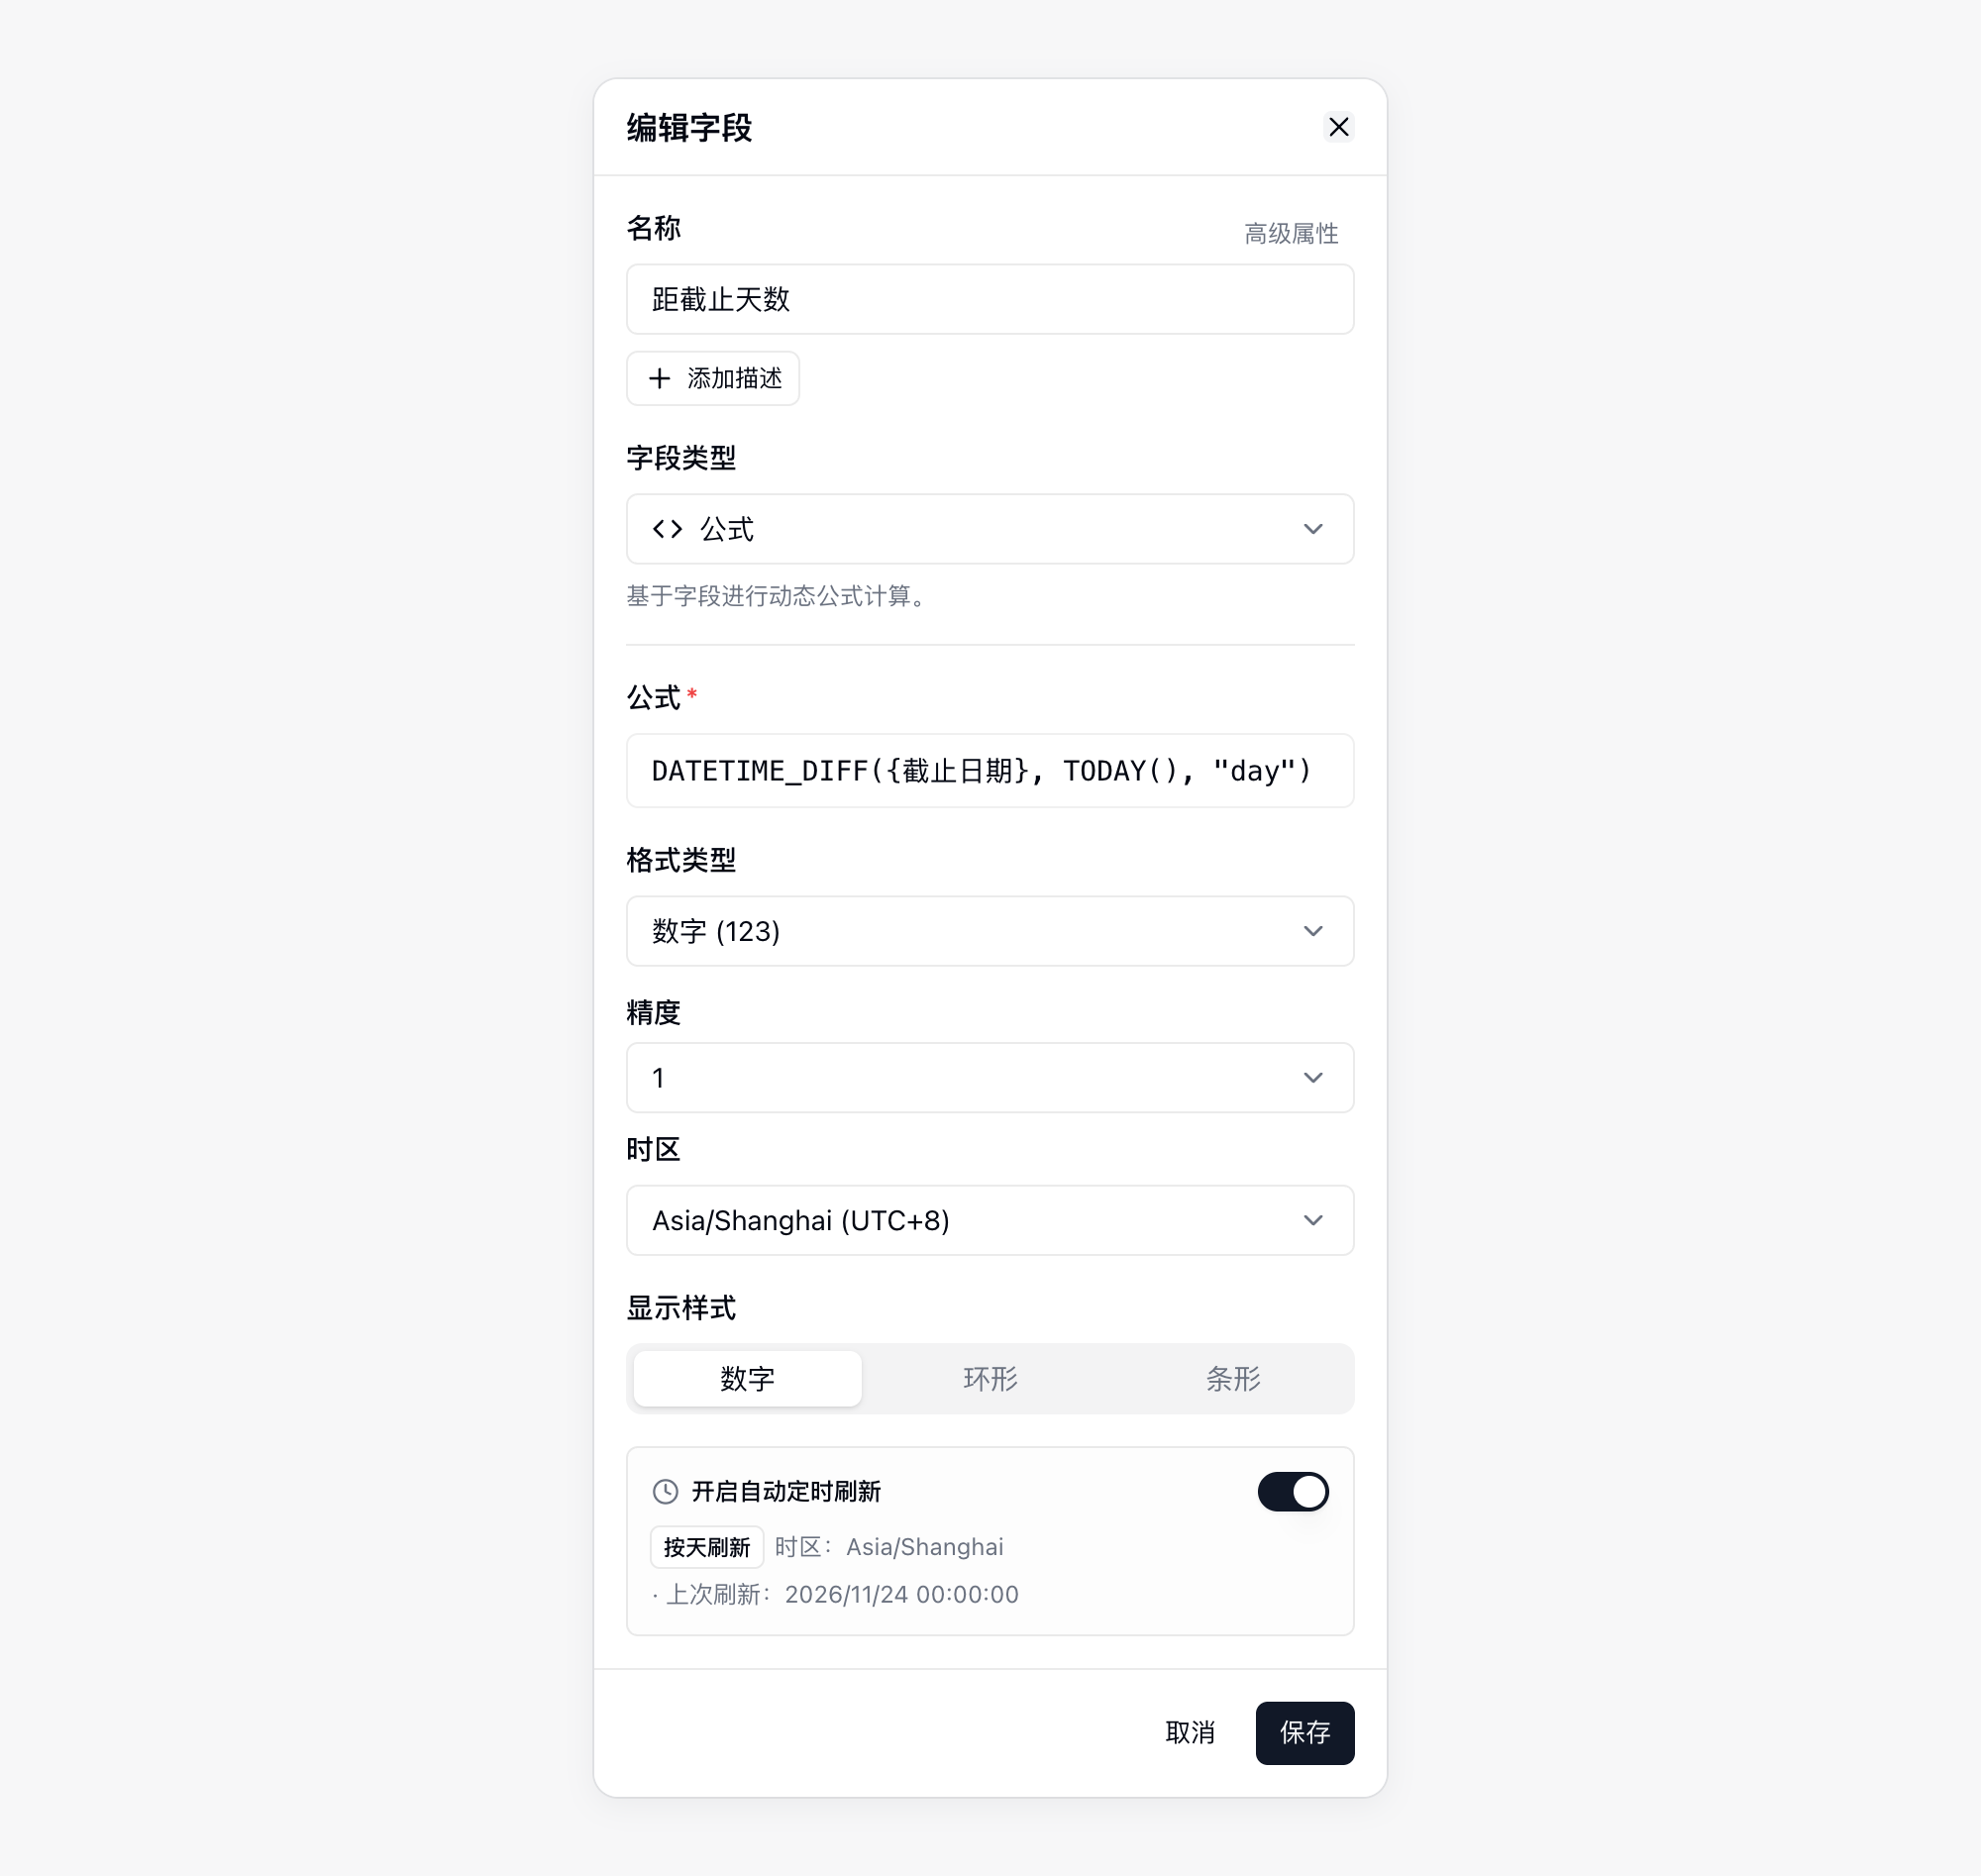 编辑字段
名称
高级属性
距截止天数
添加描述
字段类型
公式
基于字段进行动态公式计算。
公式*
DATETIME_DIFF({截止日期}, TODAY(), "day")
格式类型
数字 (123)
精度
1
时区
Asia/Shanghai (UTC+8)
显示样式
数字 环形 条形
开启自动定时刷新
按天刷新 时区：Asia/Shanghai
· 上次刷新：2026/11/24 00:00:00
取消 保存